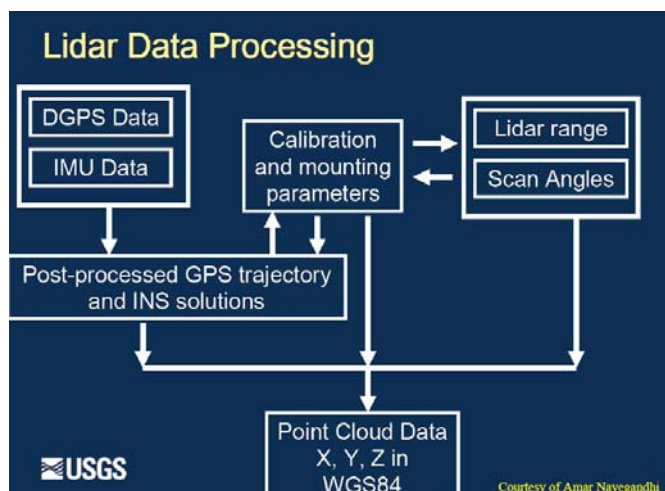 Lidar Data Processing
DGPS Data
IMU Data
Calibration
and mounting
parameters
Lidar range
Scan Angles
Post-processed GPS trajectory
and INS solutions
Point Cloud Data
X, Y, Z in
WGS84
USGS
Courtesy of Amar Nayegandhi